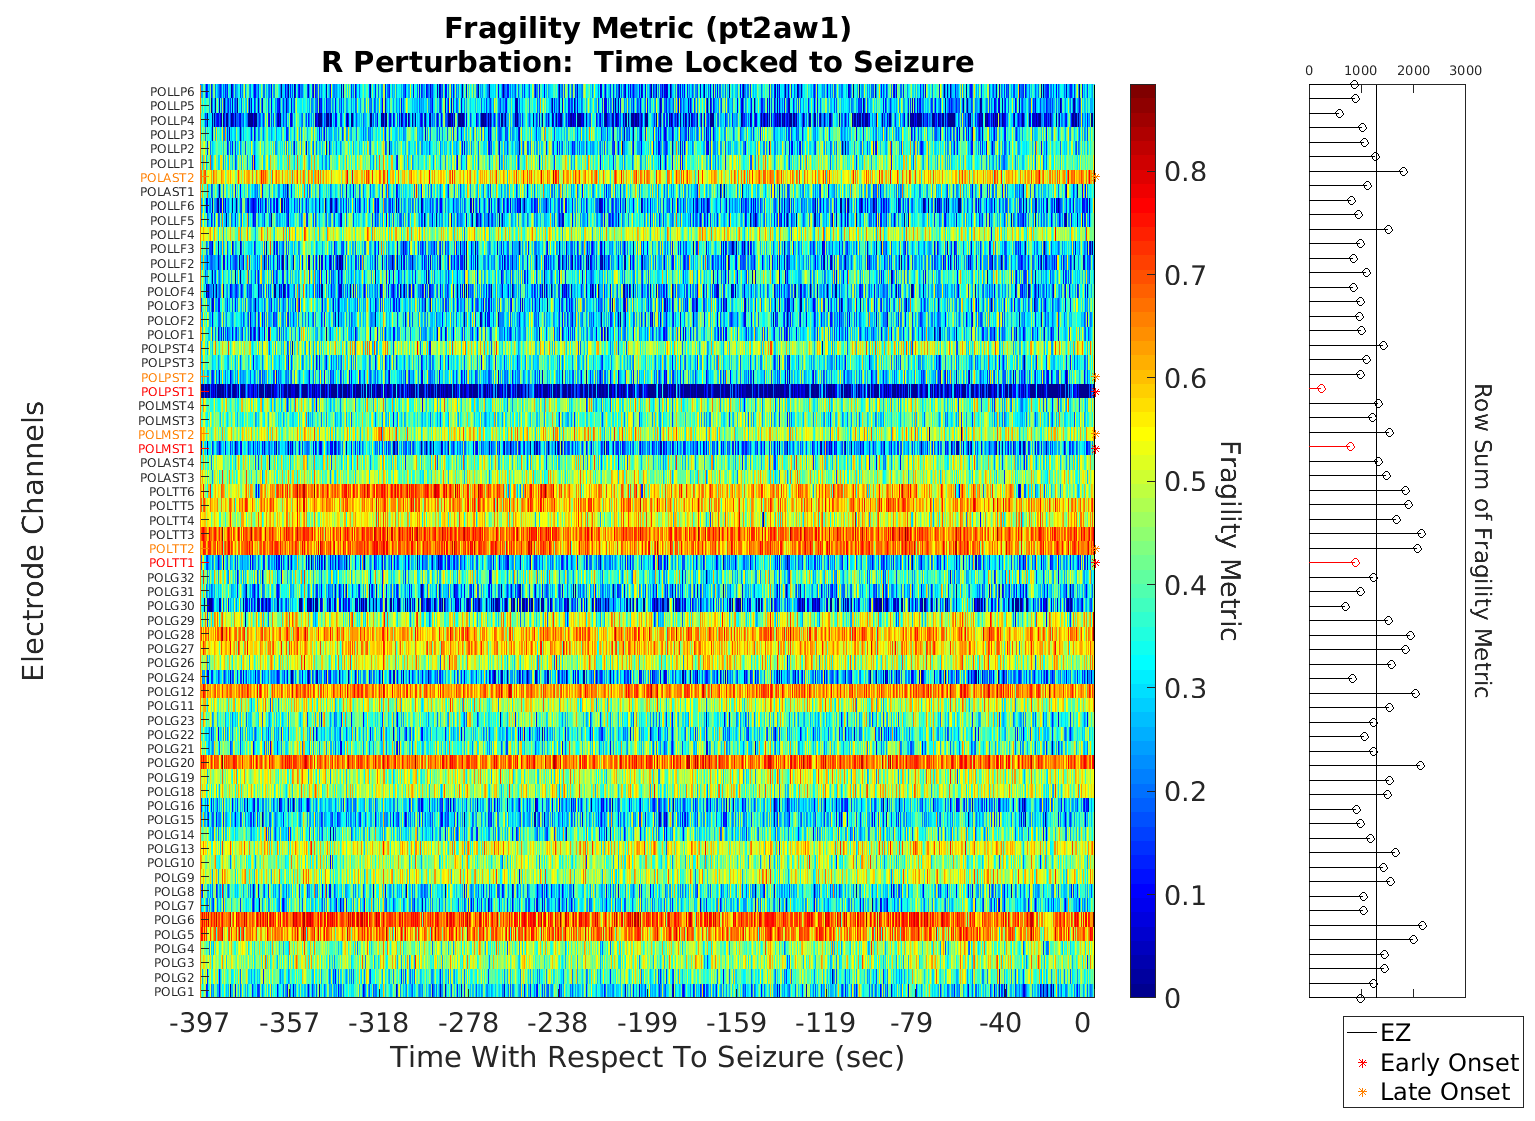 Fragility Metric (pt2aw1)
R Perturbation:  Time Locked to Seizure
Electrode Channels
POLLP6
POLLP5
POLLP4
POLLP3
POLLP2
POLLP1
POLAST2
POLAST1
POLLF6
POLLF5
POLLF4
POLLF3
POLLF2
POLLF1
POLOF4
POLOF3
POLOF2
POLOF1
POLPST4
POLPST3
POLPST2
POLPST1
POLMST4
POLMST3
POLMST2
POLMST1
POLAST4
POLAST3
POLTT6
POLTT5
POLTT4
POLTT3
POLTT2
POLTT1
POLG32
POLG31
POLG30
POLG29
POLG28
POLG27
POLG26
POLG24
POLG12
POLG11
POLG23
POLG22
POLG21
POLG20
POLG19
POLG18
POLG16
POLG15
POLG14
POLG13
POLG10
POLG9
POLG8
POLG7
POLG6
POLG5
POLG4
POLG3
POLG2
POLG1
-397 -357 -318 -278 -238 -199 -159 -119 -79 -40 0
Time With Respect To Seizure (sec)
0.8
0.7
0.6
0.5
0.4
0.3
0.2
0.1
0
Fragility Metric
0 1000 2000 3000
Row Sum of Fragility Metric
EZ
Early Onset
Late Onset